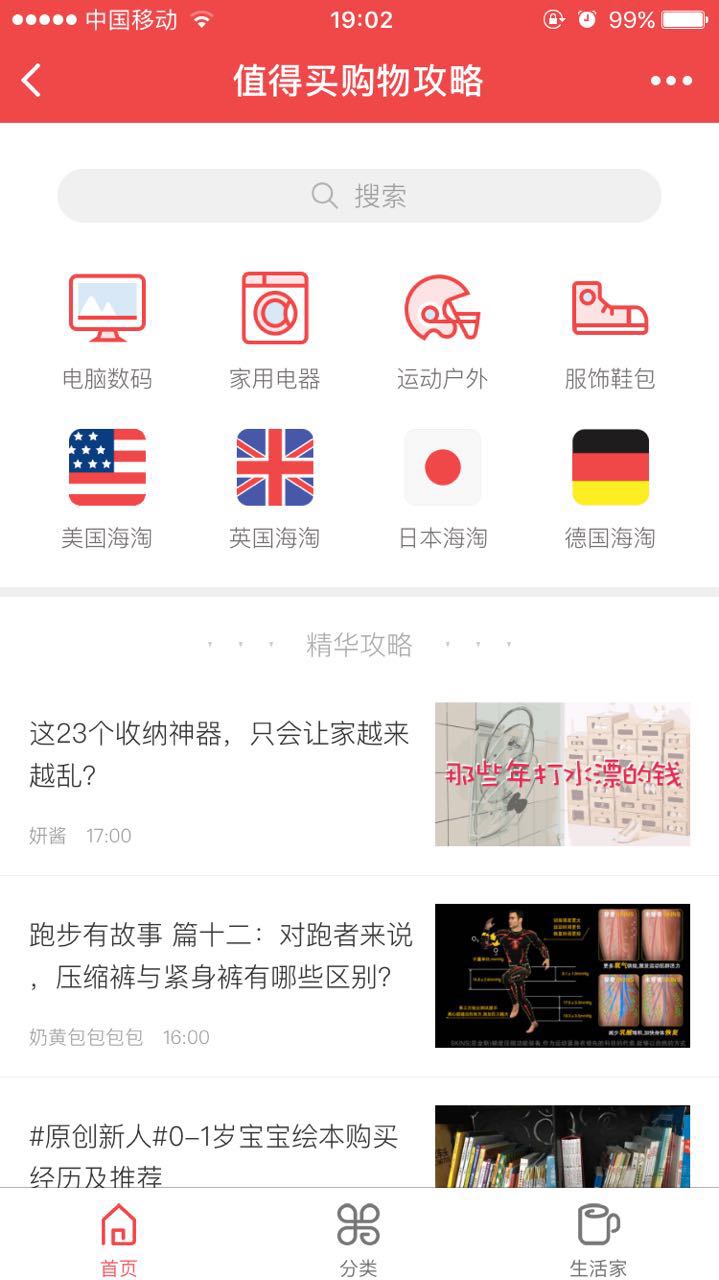 中国移动 19:02 99%
值得买购物攻略
搜索
电脑数码 家用电器 运动户外 服饰鞋包
美国海淘 英国海淘 日本海淘 德国海淘
精华攻略
这23个收纳神器，只会让家越来
越乱?
妍酱 17:00
那些年打水漂的钱
跑步有故事 篇十二：对跑者来说
，压缩裤与紧身裤有哪些区别?
奶黄包包包包 16:00
#原创新人#0-1岁宝宝绘本购买
经历及推荐
首页 分类 生活家